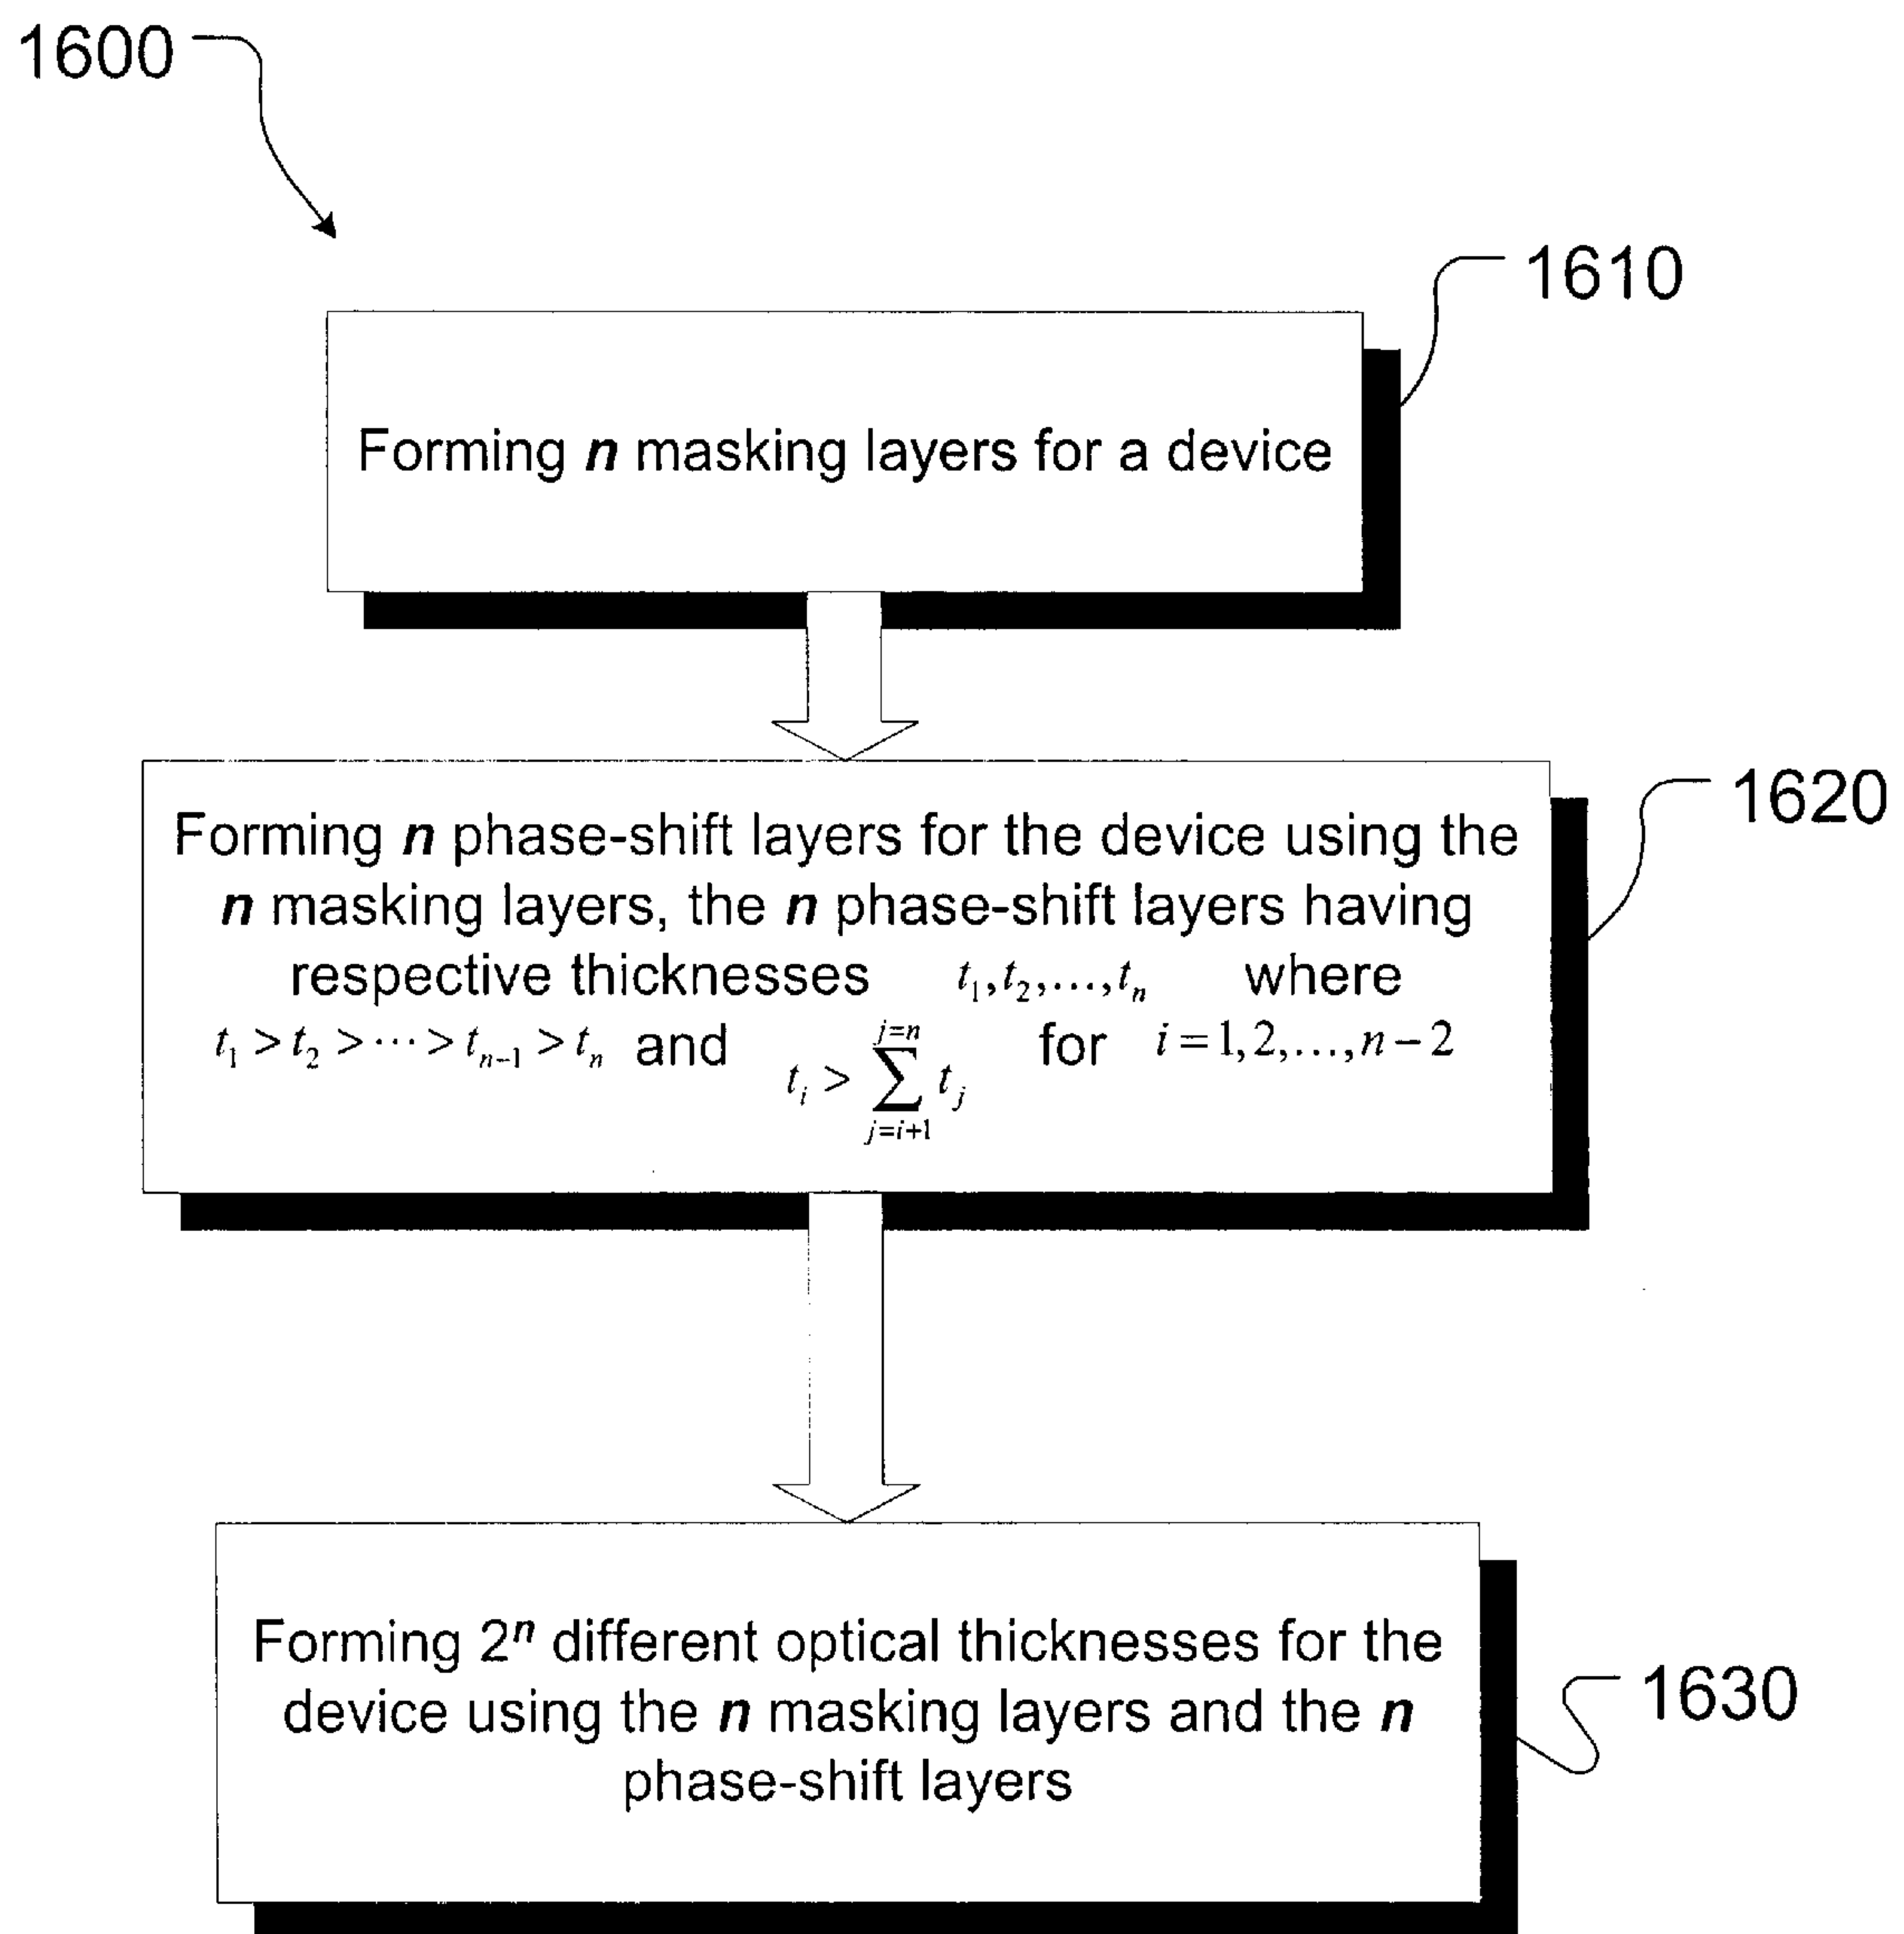 1600
1610
Forming n masking layers for a device
1620
Forming n phase-shift layers for the device using the
n masking layers, the n phase-shift layers having
respective thicknesses t₁,t₂,…,tₙ where
t₁ > t₂ > ⋯ > tₙ₋₁ > tₙ and tᵢ > ∑_{j=i+1}^{j=n} tⱼ for i = 1, 2, …, n − 2
Forming 2ⁿ different optical thicknesses for the
device using the n masking layers and the n
phase-shift layers
1630